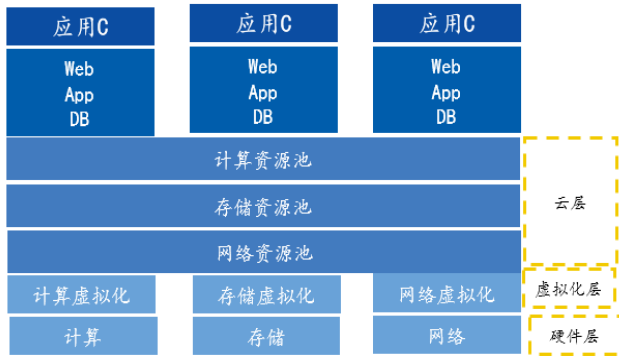 应用C
应用C
应用C
Web
App
DB
Web
App
DB
Web
App
DB
计算资源池
存储资源池
网络资源池
云层
计算虚拟化
存储虚拟化
网络虚拟化
虚拟化层
计算
存储
网络
硬件层